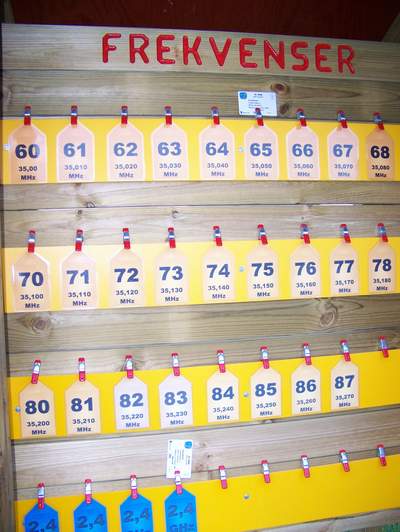 FREKVENSER
60 61 62 63 64 65 66 67 68
35,00 35,010 35,020 35,030 35,040 35,050 35,060 35,070 35,080
MHz MHz MHz MHz MHz MHz MHz MHz MHz
70 71 72 73 74 75 76 77 78
35,100 35,110 35,120 35,130 35,140 35,150 35,160 35,170 35,180
MHz MHz MHz MHz MHz MHz MHz MHz MHz
80 81 82 83 84 85 86 87
35,200 35,210 35,220 35,230 35,240 35,250 35,260 35,270
MHz MHz MHz MHz MHz MHz MHz MHz
2,4 2,4 2,4 2,4
GHz